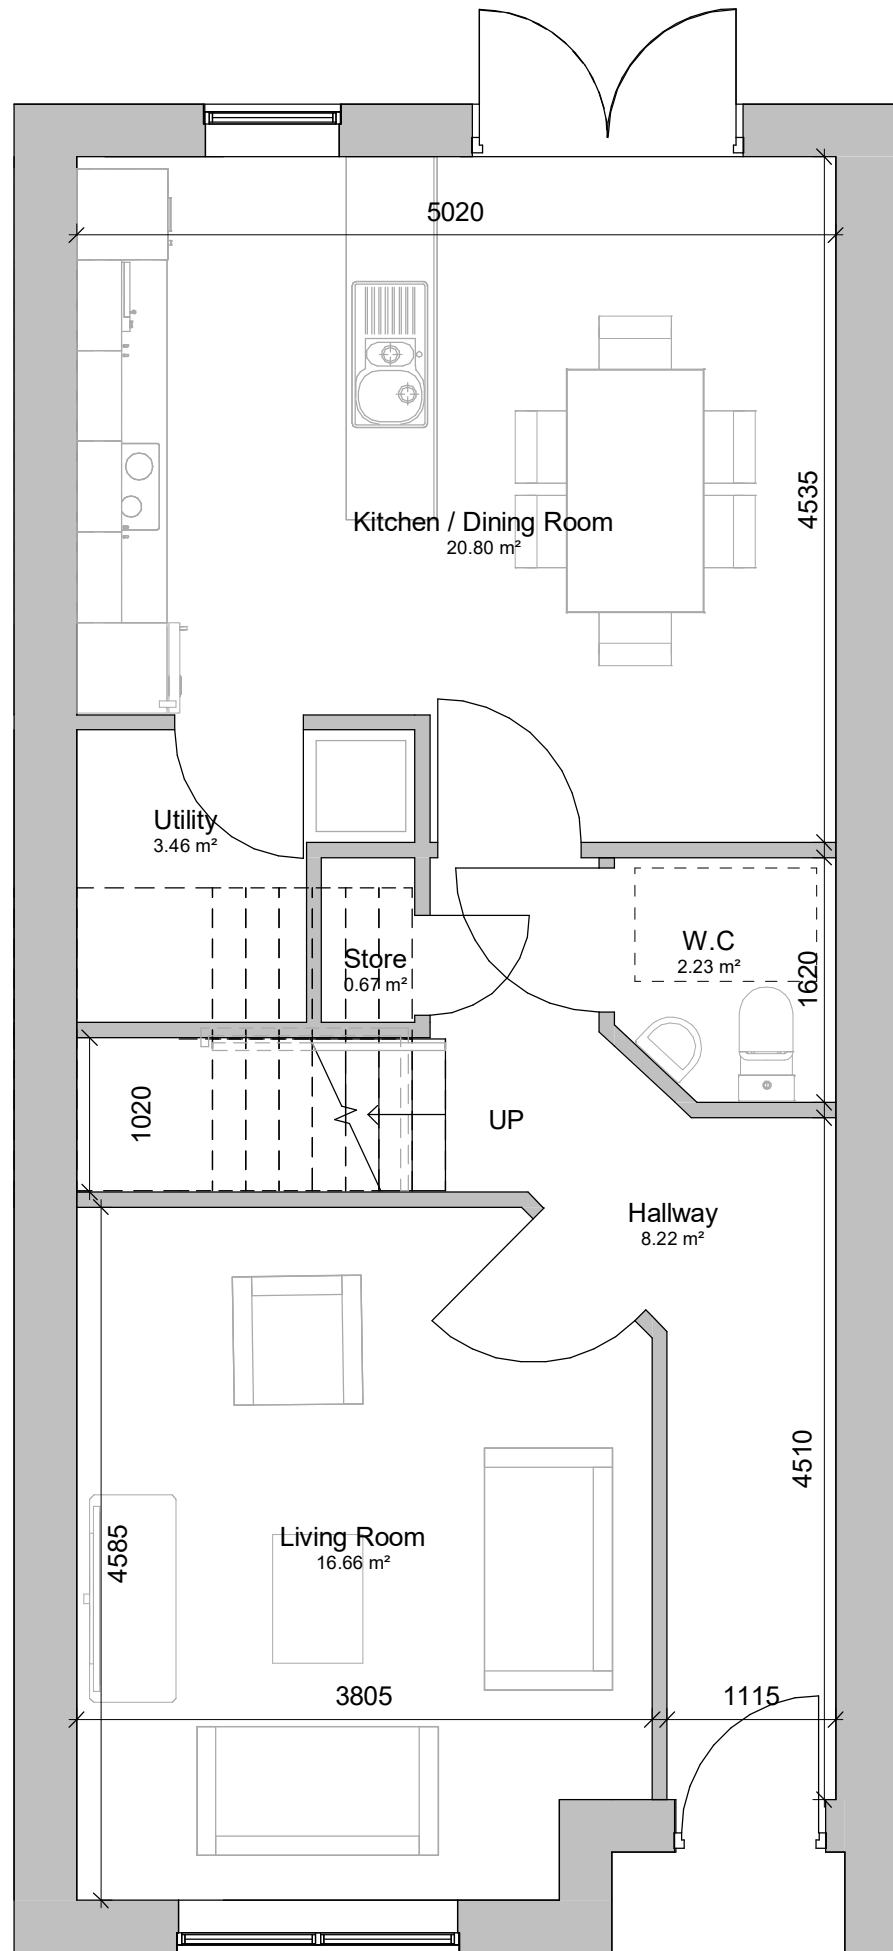 5020
4535
Kitchen / Dining Room
20.80 m²
Utility
3.46 m²
Store
0.67 m²
W.C
2.23 m²
1620
1020
UP
Hallway
8.22 m²
4510
4585
Living Room
16.66 m²
3805
1115